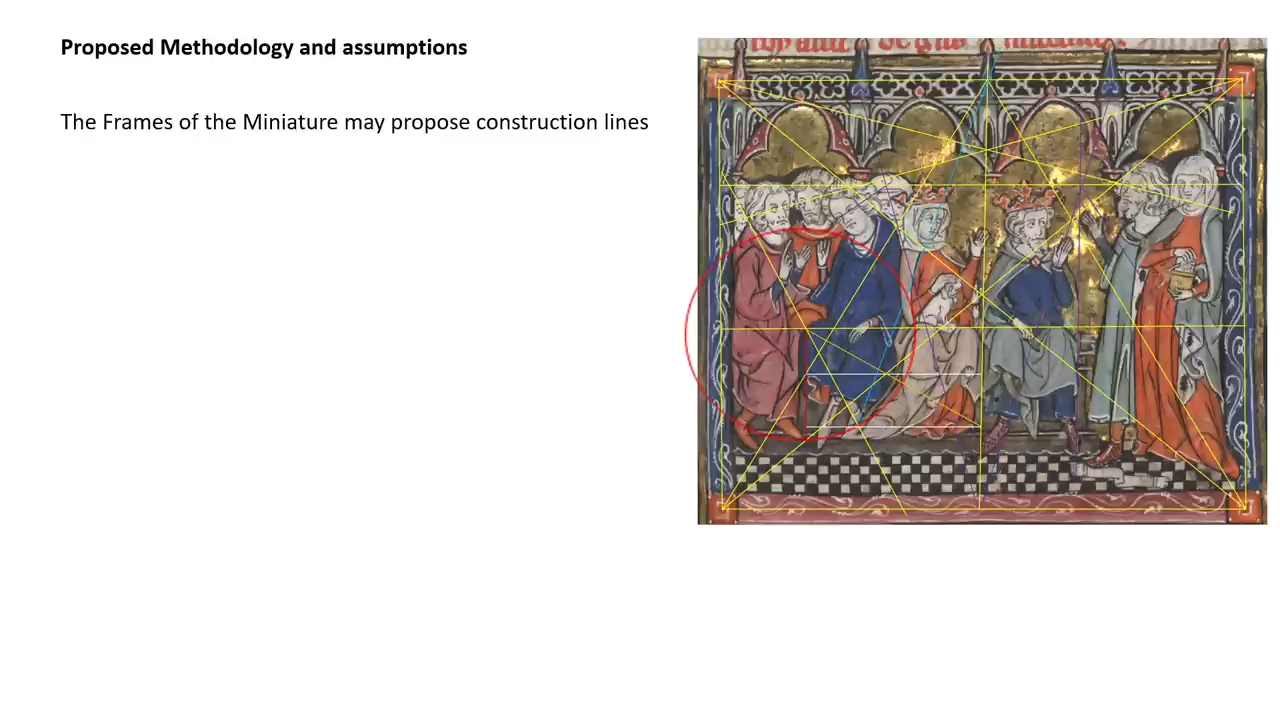 Proposed Methodology and assumptions
The Frames of the Miniature may propose construction lines